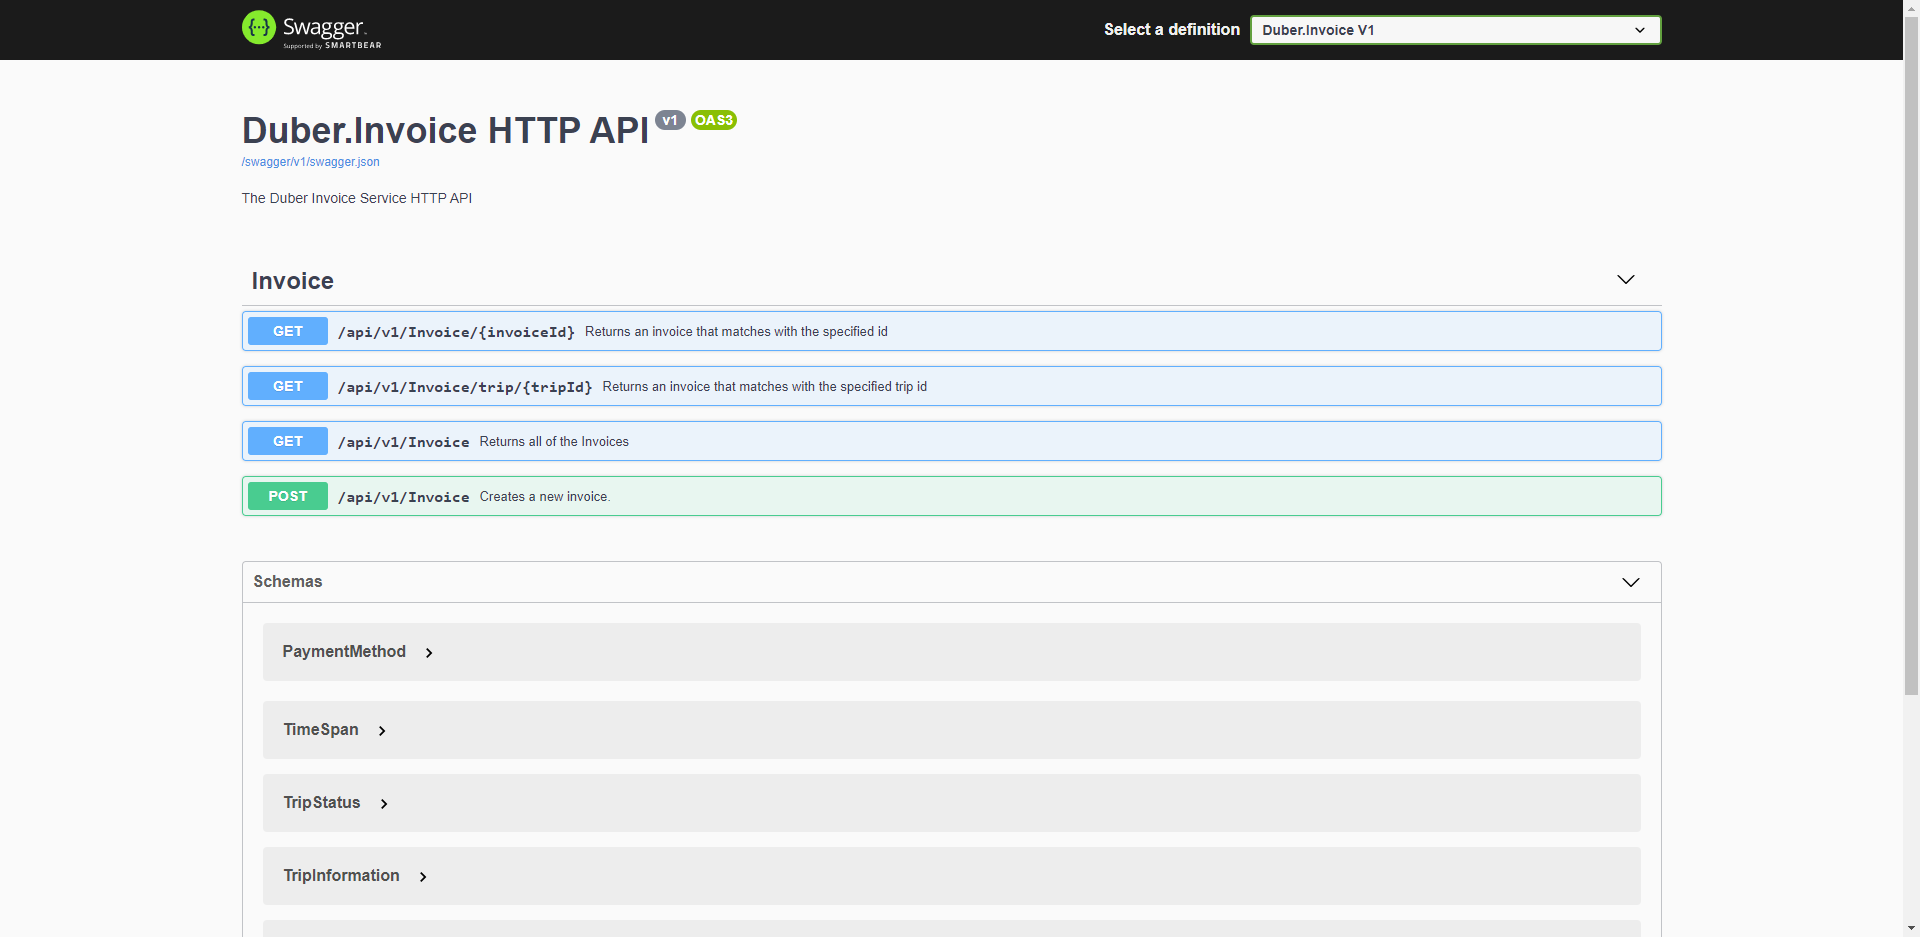 {...} Swagger.
Supported by SMARTBEAR
Select a definition
Duber.Invoice V1
Duber.Invoice HTTP API v1 OAS3
/swagger/v1/swagger.json
The Duber Invoice Service HTTP API
Invoice
GET /api/v1/Invoice/{invoiceId} Returns an invoice that matches with the specified id
GET /api/v1/Invoice/trip/{tripId} Returns an invoice that matches with the specified trip id
GET /api/v1/Invoice Returns all of the Invoices
POST /api/v1/Invoice Creates a new invoice.
Schemas
PaymentMethod
TimeSpan
TripStatus
TripInformation